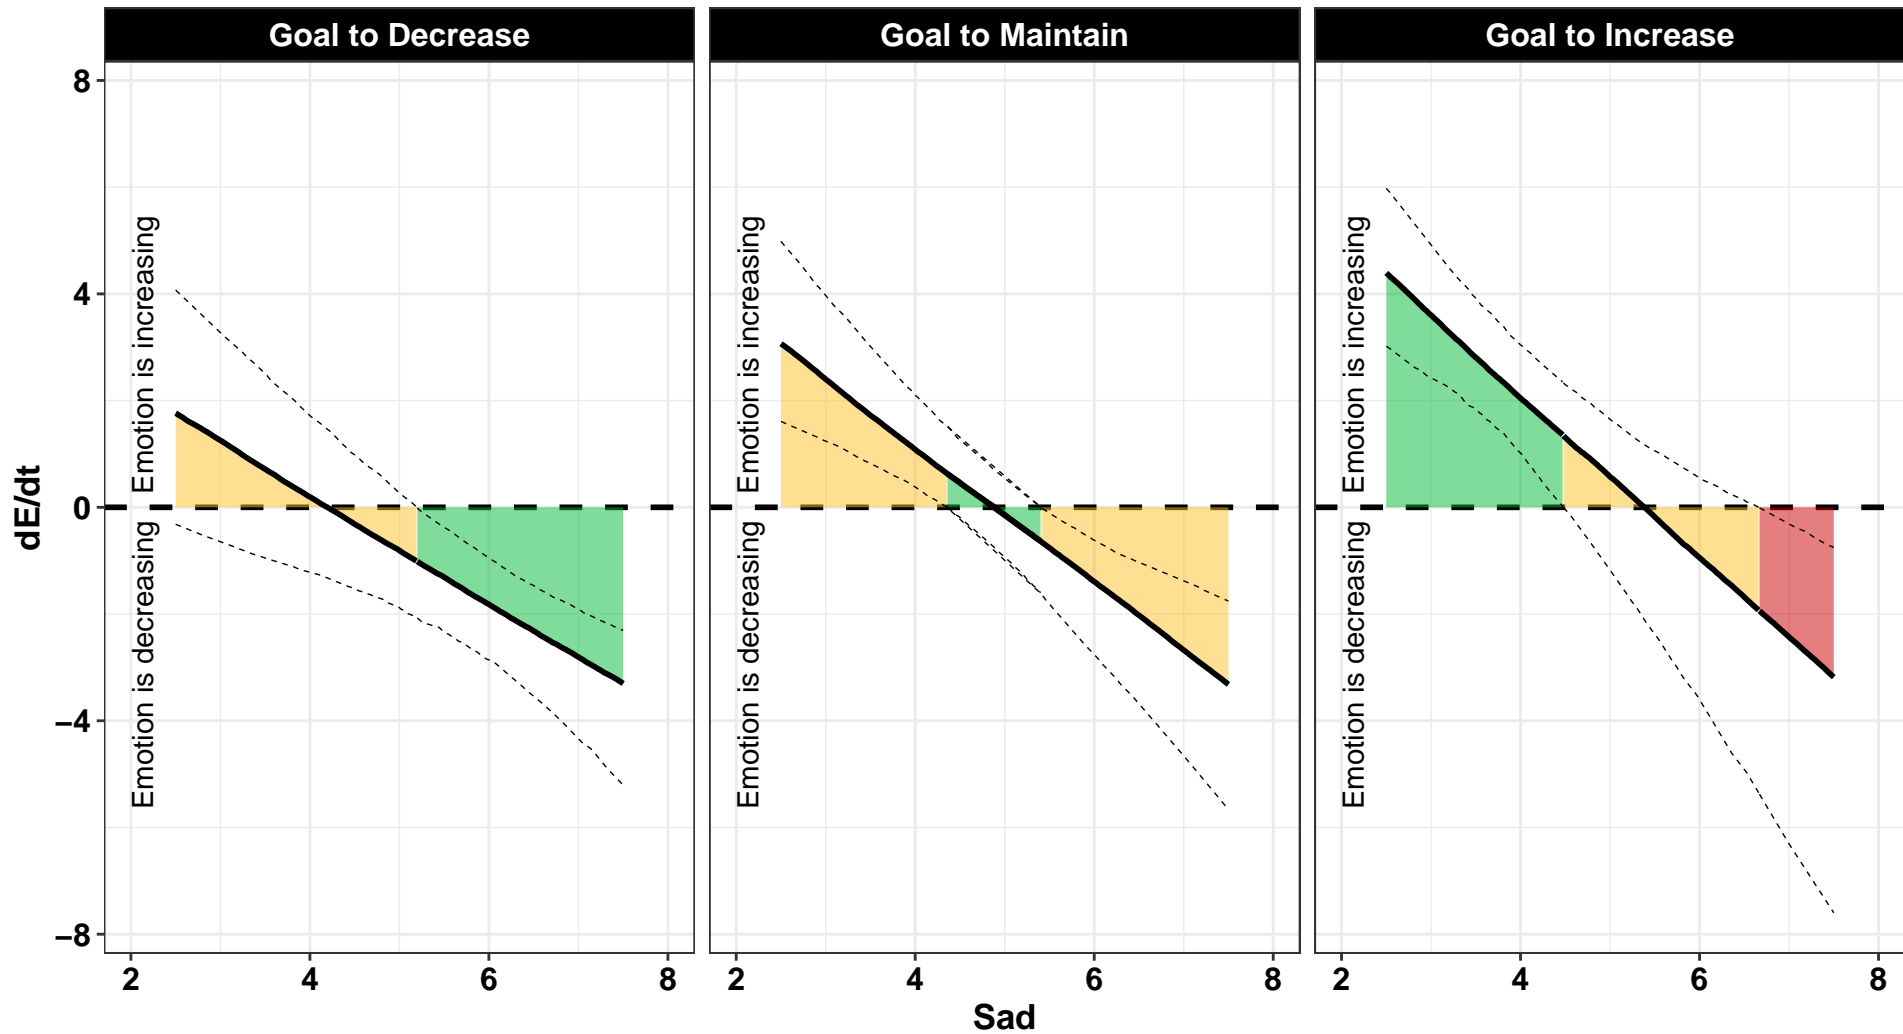 Goal to Decrease
Goal to Maintain
Goal to Increase
dE/dt
8
4
0
−4
−8
Emotion is increasing
Emotion is decreasing
Emotion is increasing
Emotion is decreasing
Emotion is increasing
Emotion is decreasing
2 4 6 8
2 4 6 8
2 4 6 8
Sad